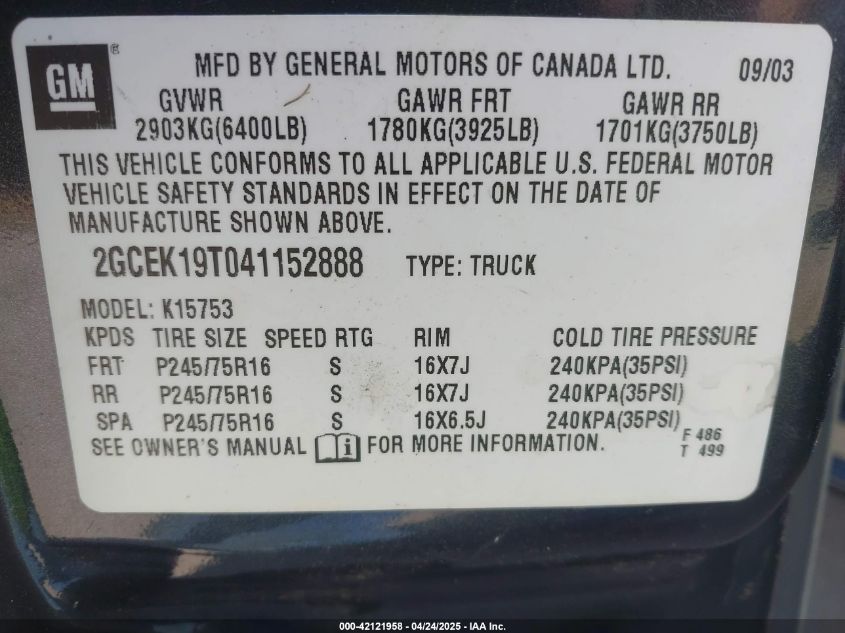 GM ®
MFD BY GENERAL MOTORS OF CANADA LTD. 09/03
GVWR GAWR FRT GAWR RR
2903KG(6400LB) 1780KG(3925LB) 1701KG(3750LB)
THIS VEHICLE CONFORMS TO ALL APPLICABLE U.S. FEDERAL MOTOR
VEHICLE SAFETY STANDARDS IN EFFECT ON THE DATE OF
MANUFACTURE SHOWN ABOVE.
2GCEK19T041152888 TYPE: TRUCK
MODEL: K15753
KPDS TIRE SIZE SPEED RTG RIM COLD TIRE PRESSURE
FRT P245/75R16 S 16X7J 240KPA(35PSI)
RR P245/75R16 S 16X7J 240KPA(35PSI)
SPA P245/75R16 S 16X6.5J 240KPA(35PSI)
SEE OWNER'S MANUAL i FOR MORE INFORMATION.
F 486
T 499
000-42121958 - 04/24/2025 - IAA Inc.